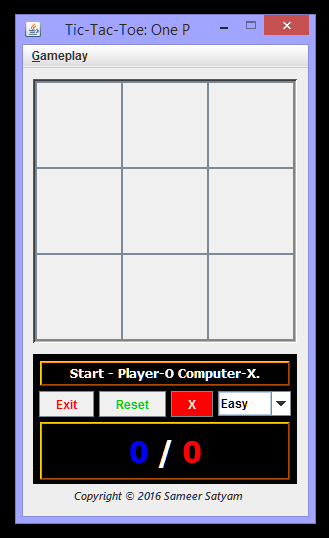 Tic-Tac-Toe: One P
Gameplay
Start - Player-O Computer-X.
Exit Reset X Easy
0 / 0
Copyright © 2016 Sameer Satyam